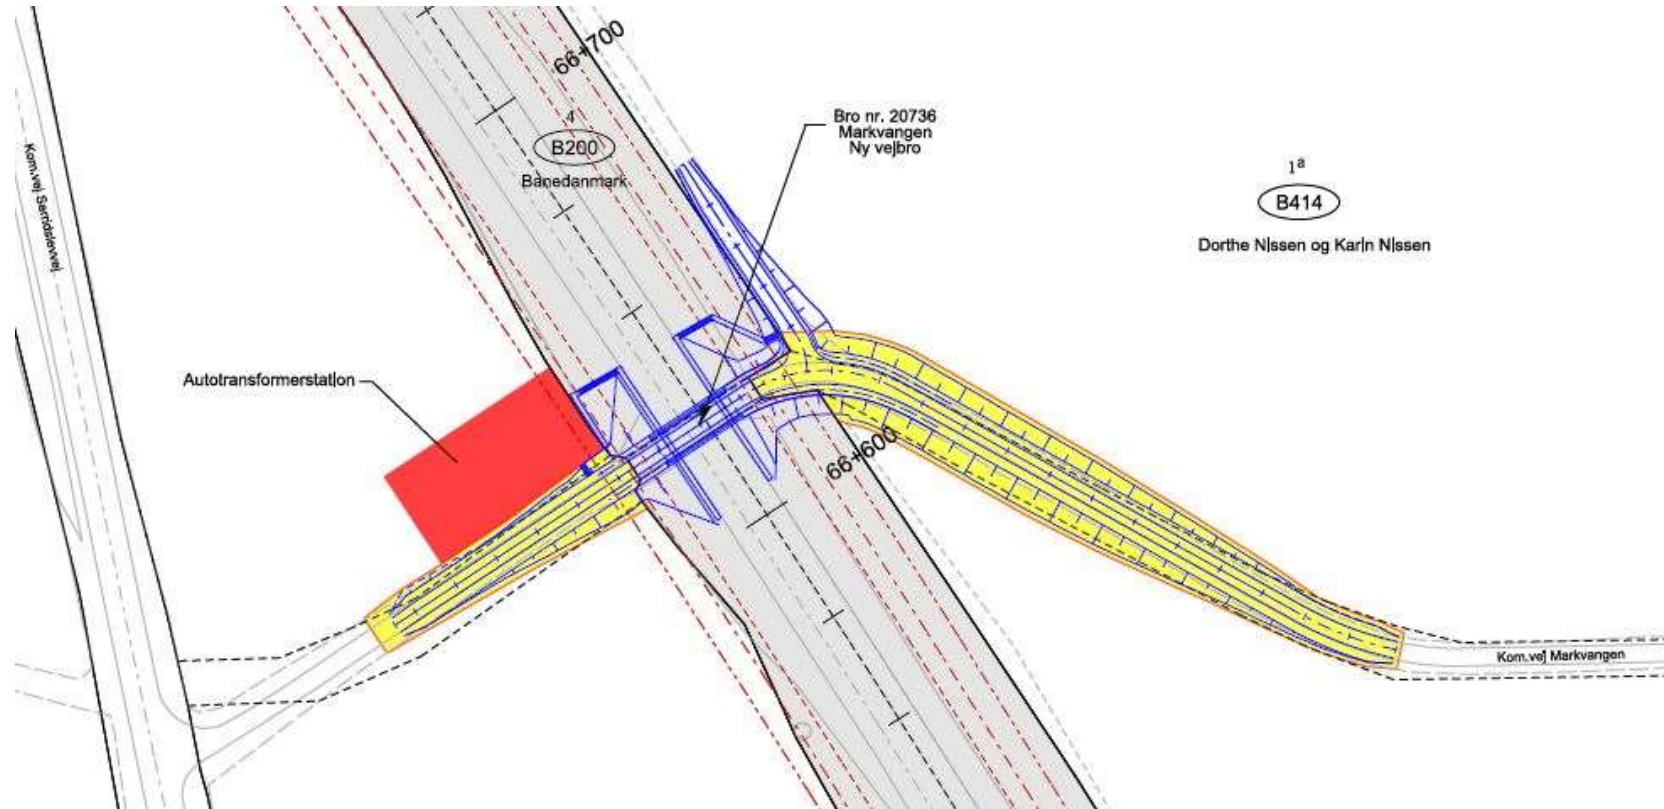 66+700
Bro nr. 20736
Markvangen
Ny vejbro
4
B200
Banedanmark
1a
B414
Dorthe Nissen og Karin Nissen
Kom.vej Serridslevvej
Autotransformerstation
66+600
Kom.vej Markvangen